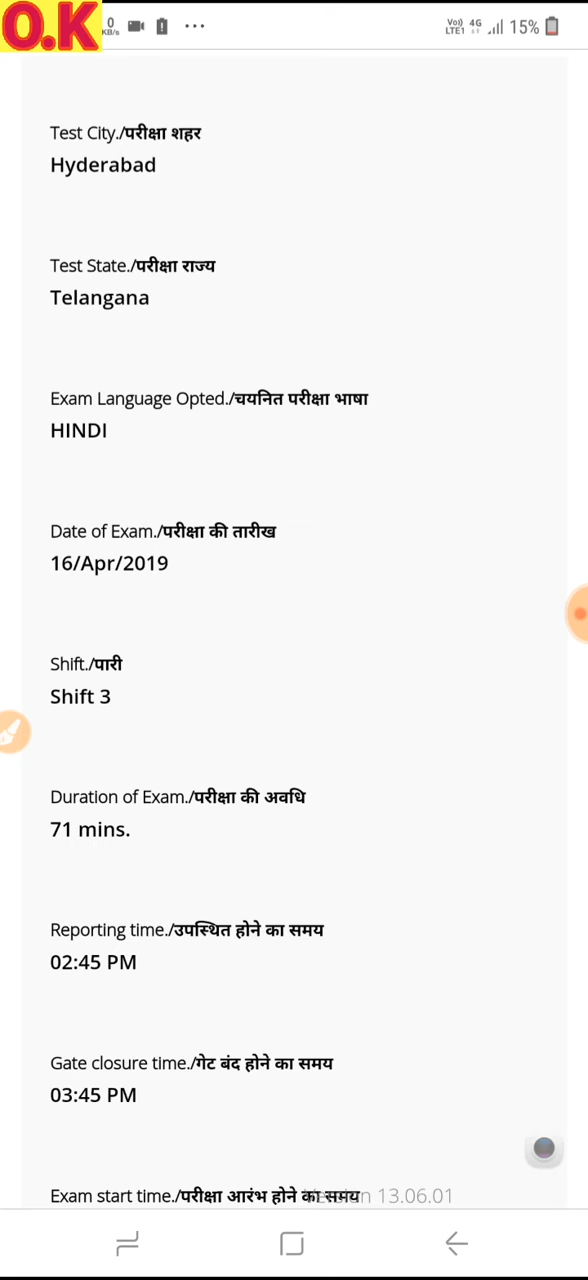 O.K
0
KB/s
...
Vo)) 4G
LTE1
15%
Test City./परीक्षा शहर
Hyderabad
Test State./परीक्षा राज्य
Telangana
Exam Language Opted./चयनित परीक्षा भाषा
HINDI
Date of Exam./परीक्षा की तारीख
16/Apr/2019
Shift./पारी
Shift 3
Duration of Exam./परीक्षा की अवधि
71 mins.
Reporting time./उपस्थित होने का समय
02:45 PM
Gate closure time./गेट बंद होने का समय
03:45 PM
Exam start time./परीक्षा आरंभ होने का समय
Version 13.06.01